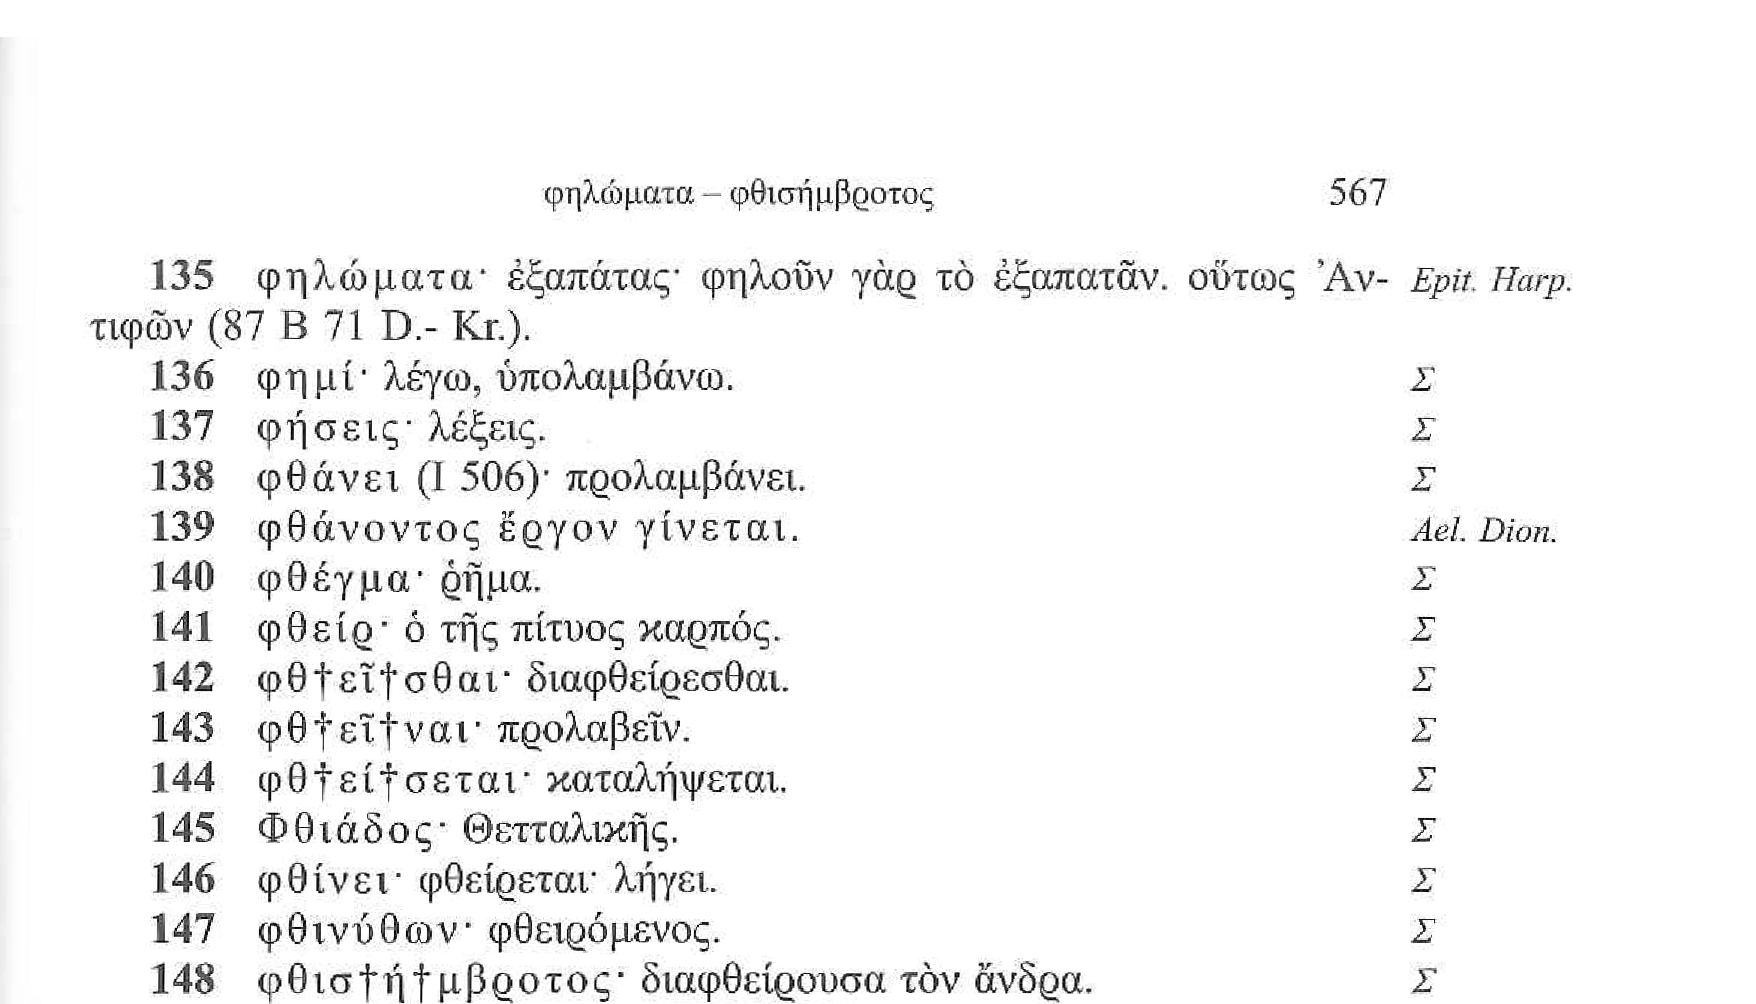 φηλώματα – φθισήμβροτος 567
135 φηλώματα· ἐξαπάτας· φηλοῦν γὰρ τὸ ἐξαπατᾶν. οὕτως Ἀν- Epit. Harp.
τιφῶν (87 B 71 D.- Kr.).
136 φημί· λέγω, ὑπολαμβάνω. Σ
137 φήσεις· λέξεις. Σ
138 φθάνει (I 506)· προλαμβάνει. Σ
139 φθάνοντος ἔργον γίνεται. Ael. Dion.
140 φθέγμα· ῥῆμα. Σ
141 φθείρ· ὁ τῆς πίτυος καρπός. Σ
142 φθ†εῖ†σθαι· διαφθείρεσθαι. Σ
143 φθ†εῖ†ναι· προλαβεῖν. Σ
144 φθ†εί†σεται· καταλήψεται. Σ
145 Φθιάδος· Θετταλικῆς. Σ
146 φθίνει· φθείρεται· λήγει. Σ
147 φθινύθων· φθειρόμενος. Σ
148 φθισ†ή†μβροτος· διαφθείρουσα τὸν ἄνδρα. Σ